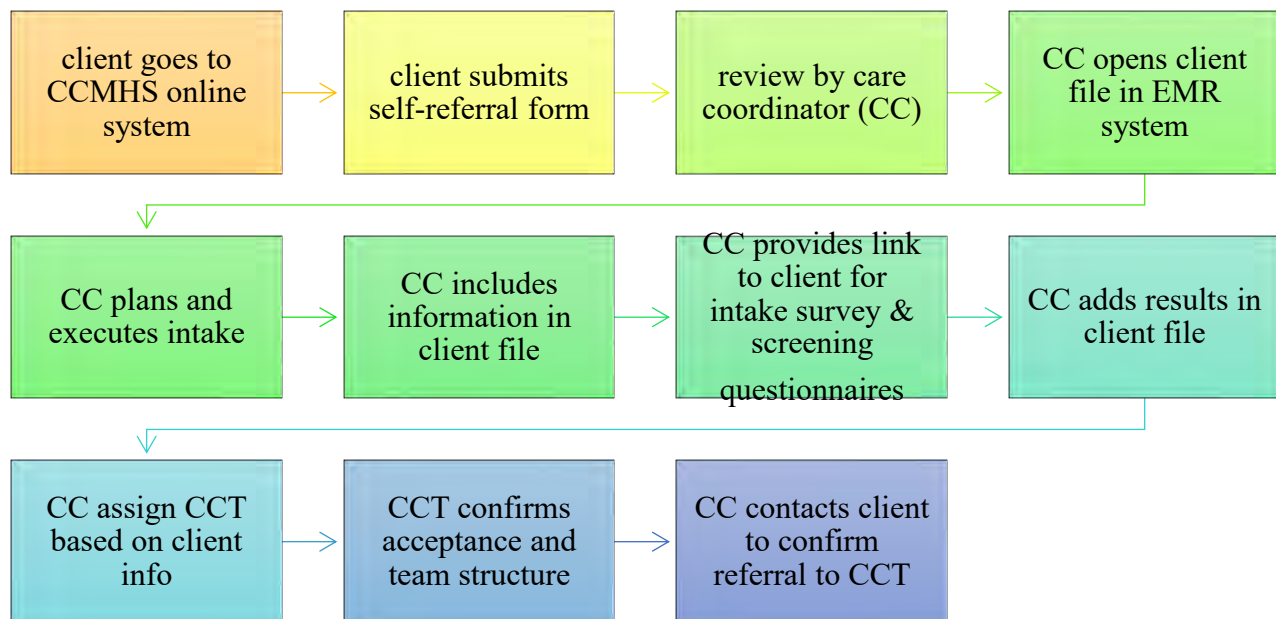 client goes to
CCMHS online
system
client submits
self-referral form
review by care
coordinator (CC)
CC opens client
file in EMR
system
CC plans and
executes intake
CC includes
information in
client file
CC provides link
to client for
intake survey &
screening
questionnaires
CC adds results in
client file
CC assign CCT
based on client
info
CCT confirms
acceptance and
team structure
CC contacts client
to confirm
referral to CCT